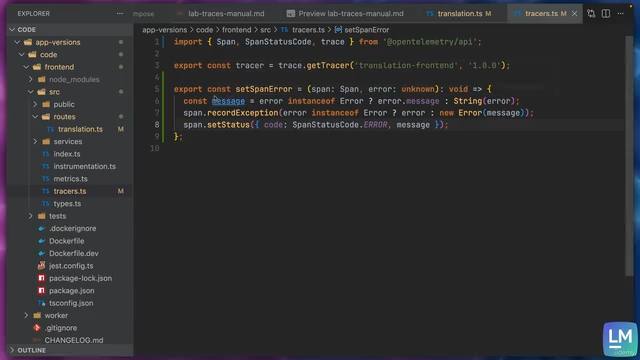 EXPLORER
mpose
lab-traces-manual.md
Preview lab-traces-manual.md
TS translation.ts M
TS tracers.ts M
CODE
app-versions > code > frontend > src > TS tracers.ts > setSpanError
app-versions
code
frontend
node_modules
src
public
routes
TS translation.ts M
services
TS index.ts
TS instrumentation.ts
TS metrics.ts
TS tracers.ts M
TS types.ts
tests
.dockerignore
Dockerfile
Dockerfile.dev
jest.config.ts
package-lock.json
package.json
tsconfig.json
worker
.gitignore
CHANGELOG.md
OUTLINE
1 import { Span, SpanStatusCode, trace } from '@opentelemetry/api';
2
3 export const tracer = trace.getTracer('translation-frontend', '1.0.0');
4
5 export const setSpanError = (span: Span, error: unknown): void => {
6 const message = error instanceof Error ? error.message : String(error);
7 span.recordException(error instanceof Error ? error : new Error(message));
8 span.setStatus({ code: SpanStatusCode.ERROR, message });
9 };
10
LM